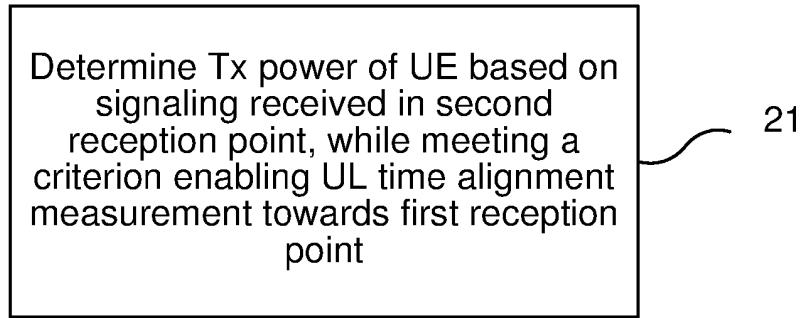 Determine Tx power of UE based on
signaling received in second
reception point, while meeting a
criterion enabling UL time alignment
measurement towards first reception
point
21